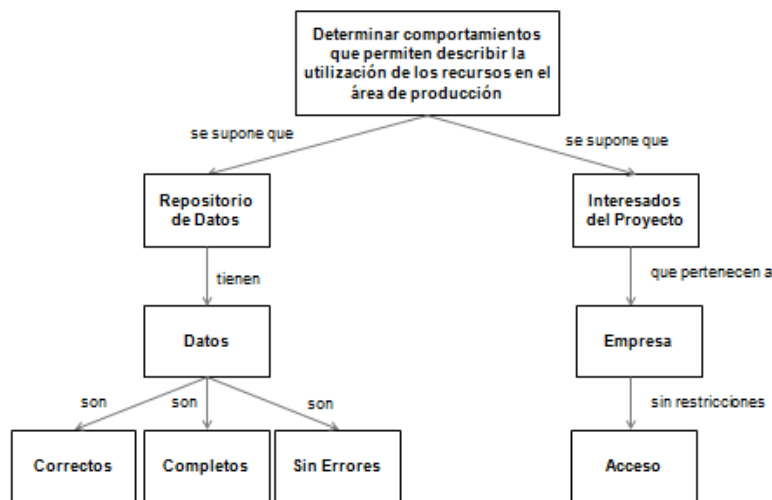 Determinar comportamientos
que permiten describir la
utilización de los recursos en el
área de producción
se supone que
se supone que
Repositorio
de Datos
Interesados
del Proyecto
tienen
que pertenecen a
Datos
Empresa
son
son
son
sin restricciones
Correctos
Completos
Sin Errores
Acceso